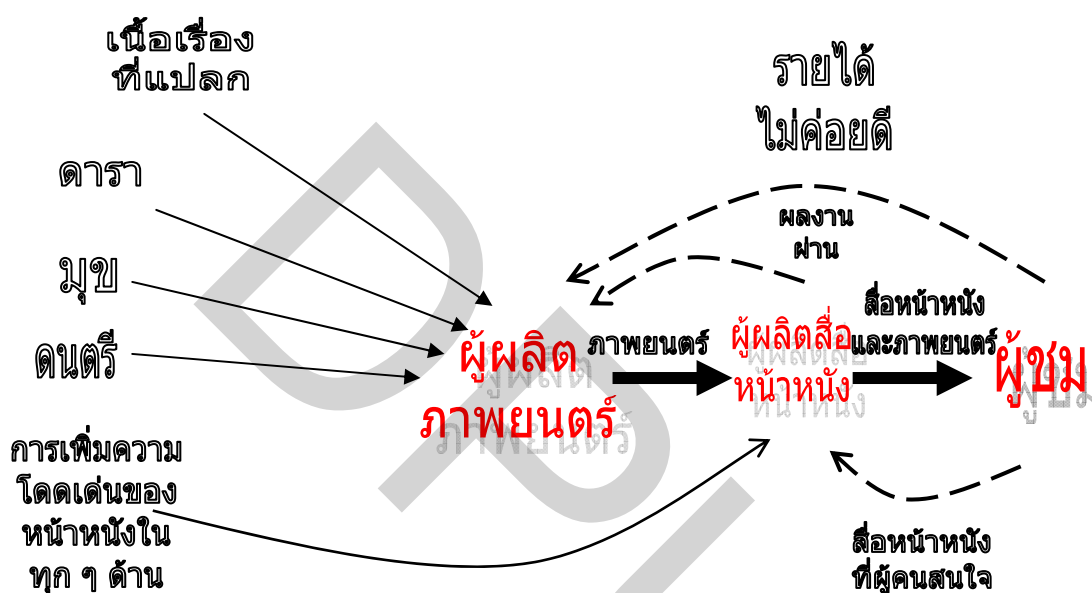 เนื้อเรื่อง
ที่แปลก
ดารา
มุข
ดนตรี
การเพิ่มความ
โดดเด่นของ
หน้าหนังใน
ทุก ๆ ด้าน
ผู้ผลิต
ภาพยนตร์
ภาพยนตร์
รายได้
ไม่ค่อยดี
ผลงาน
ผ่าน
ผู้ผลิตสื่อ
หน้าหนัง
สื่อหน้าหนัง
และภาพยนตร์
ผู้ชม
สื่อหน้าหนัง
ที่ผู้คนสนใจ